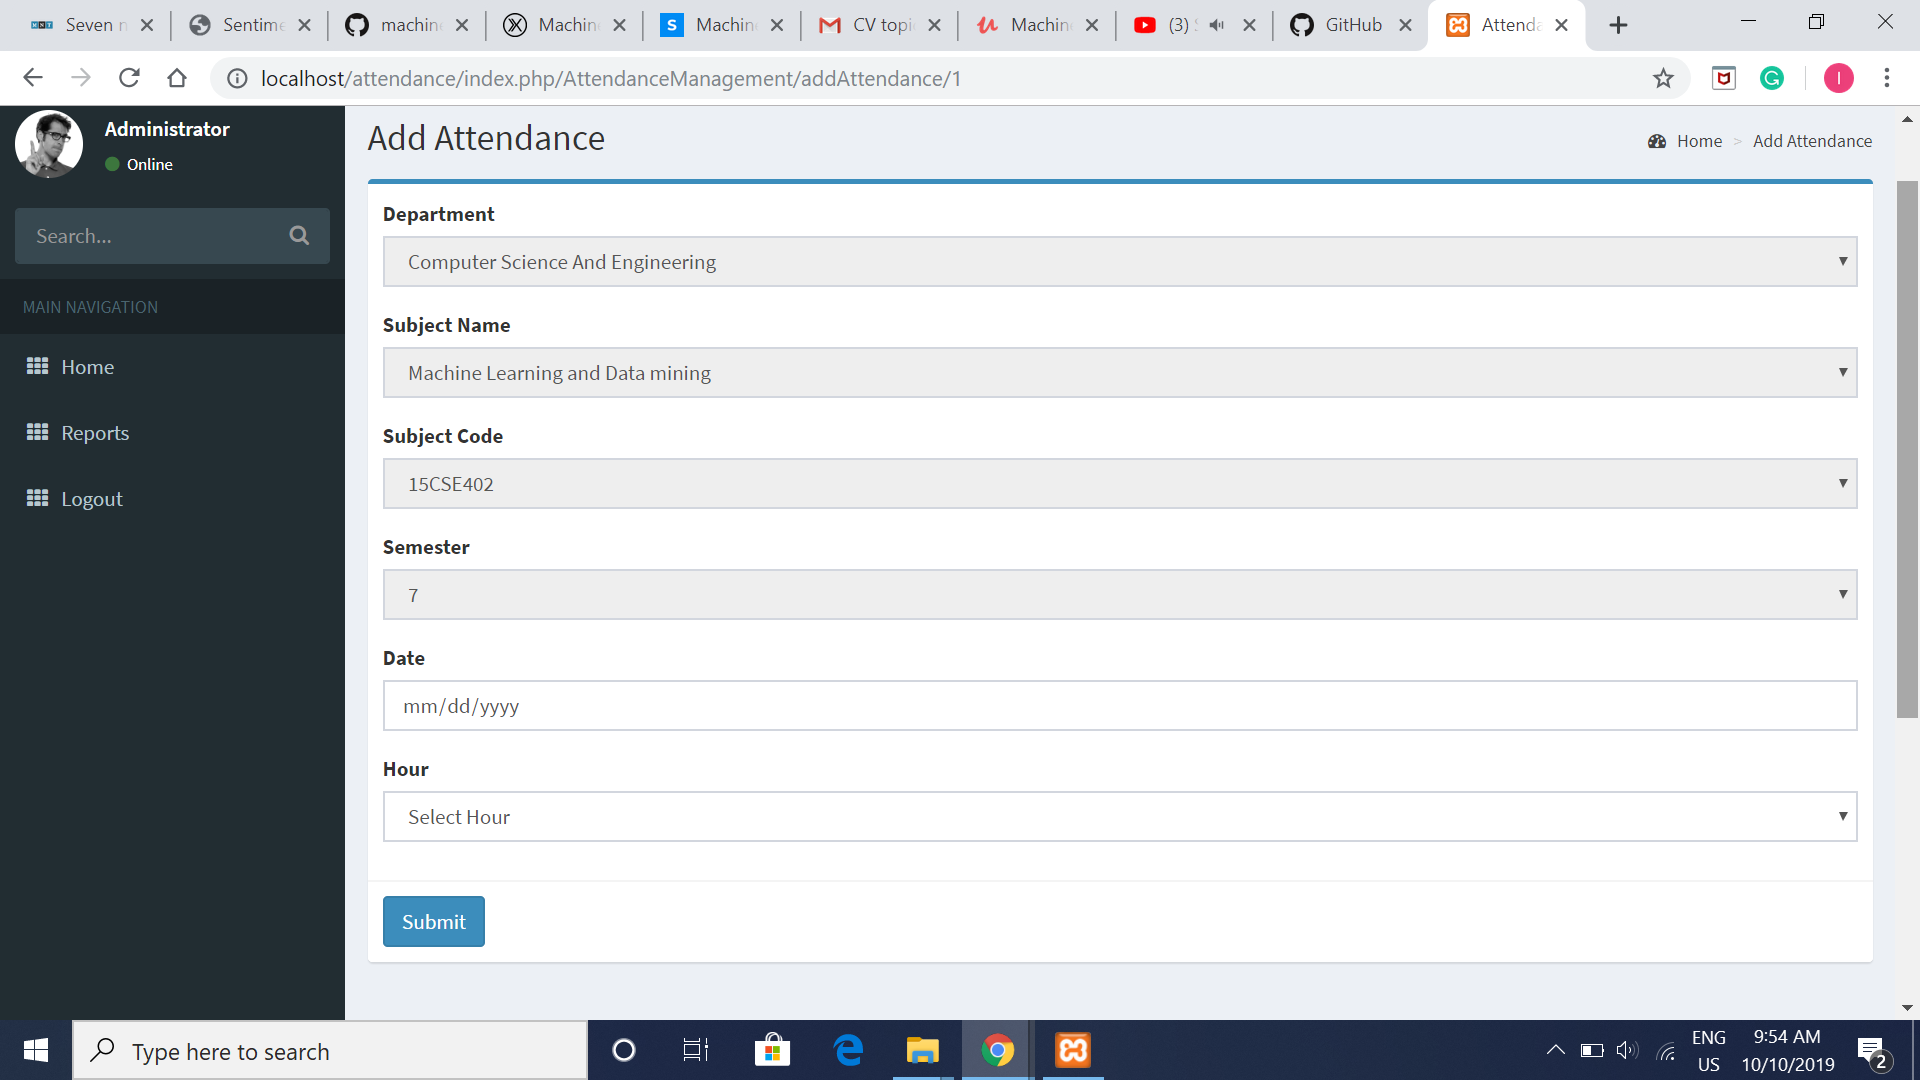 Seven n
Sentime
machin
Machin
S Machin
CV topi
Machin
(3)
GitHub
Attenda
localhost/attendance/index.php/AttendanceManagement/addAttendance/1
I
Administrator
Online
Search...
MAIN NAVIGATION
Home
Reports
Logout
Add Attendance
Home > Add Attendance
Department
Computer Science And Engineering
Subject Name
Machine Learning and Data mining
Subject Code
15CSE402
Semester
7
Date
mm/dd/yyyy
Hour
Select Hour
Submit
Type here to search
ENG
US
9:54 AM
10/10/2019
2